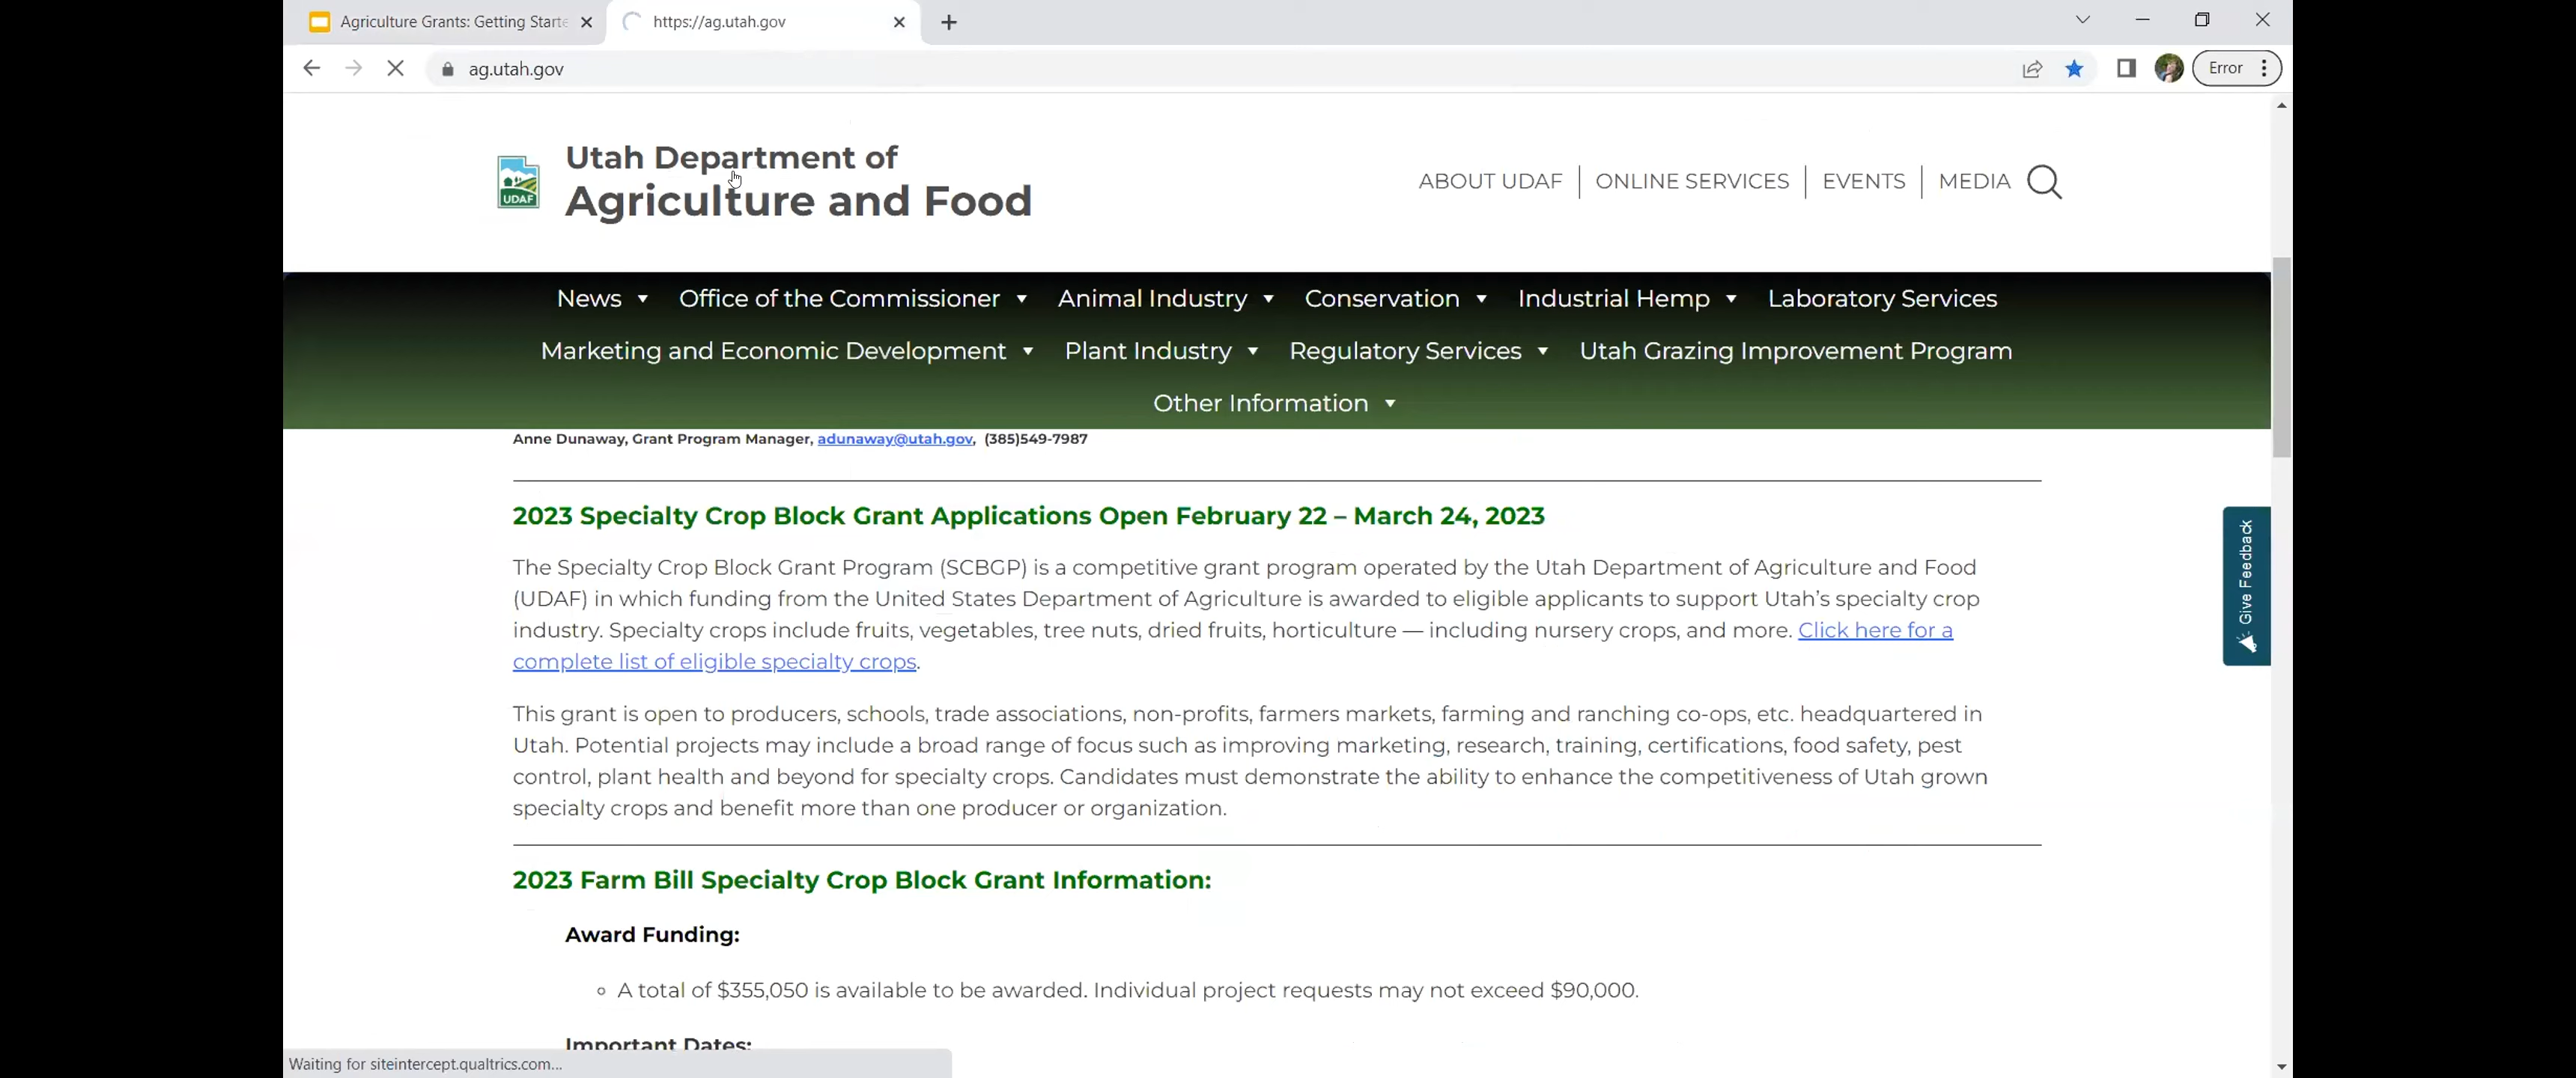 Agriculture Grants: Getting Starte
https://ag.utah.gov
ag.utah.gov
Error
UDAF
Utah Department of
Agriculture and Food
ABOUT UDAF
ONLINE SERVICES
EVENTS
MEDIA
News
Office of the Commissioner
Animal Industry
Conservation
Industrial Hemp
Laboratory Services
Marketing and Economic Development
Plant Industry
Regulatory Services
Utah Grazing Improvement Program
Other Information
Anne Dunaway, Grant Program Manager, adunaway@utah.gov, (385)549-7987
2023 Specialty Crop Block Grant Applications Open February 22 – March 24, 2023
The Specialty Crop Block Grant Program (SCBGP) is a competitive grant program operated by the Utah Department of Agriculture and Food
(UDAF) in which funding from the United States Department of Agriculture is awarded to eligible applicants to support Utah’s specialty crop
industry. Specialty crops include fruits, vegetables, tree nuts, dried fruits, horticulture — including nursery crops, and more. Click here for a
complete list of eligible specialty crops.
This grant is open to producers, schools, trade associations, non-profits, farmers markets, farming and ranching co-ops, etc. headquartered in
Utah. Potential projects may include a broad range of focus such as improving marketing, research, training, certifications, food safety, pest
control, plant health and beyond for specialty crops. Candidates must demonstrate the ability to enhance the competitiveness of Utah grown
specialty crops and benefit more than one producer or organization.
Give Feedback
2023 Farm Bill Specialty Crop Block Grant Information:
Award Funding:
A total of $355,050 is available to be awarded. Individual project requests may not exceed $90,000.
Important Dates:
Waiting for siteintercept.qualtrics.com...